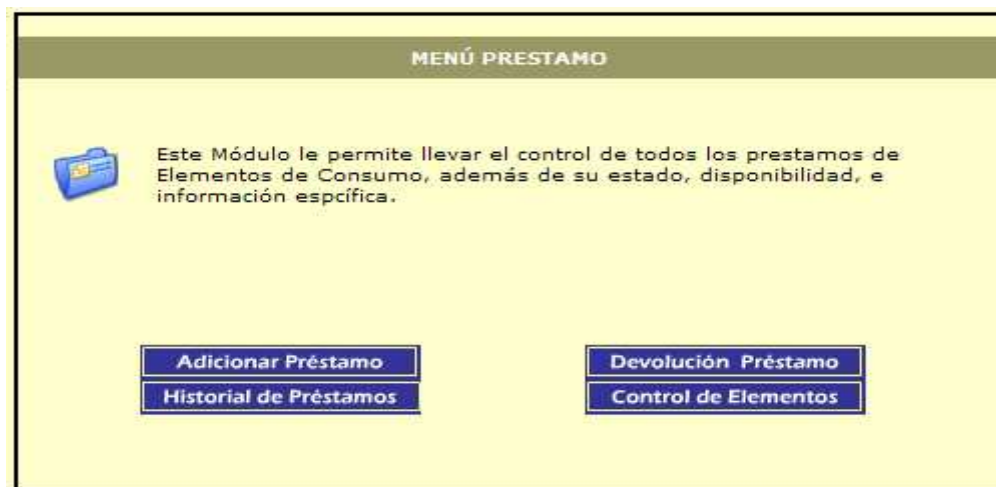 MENÚ PRESTAMO
Este Módulo le permite llevar el control de todos los prestamos de
Elementos de Consumo, además de su estado, disponibilidad, e
información espcífica.
Adicionar Préstamo
Devolución Préstamo
Historial de Préstamos
Control de Elementos